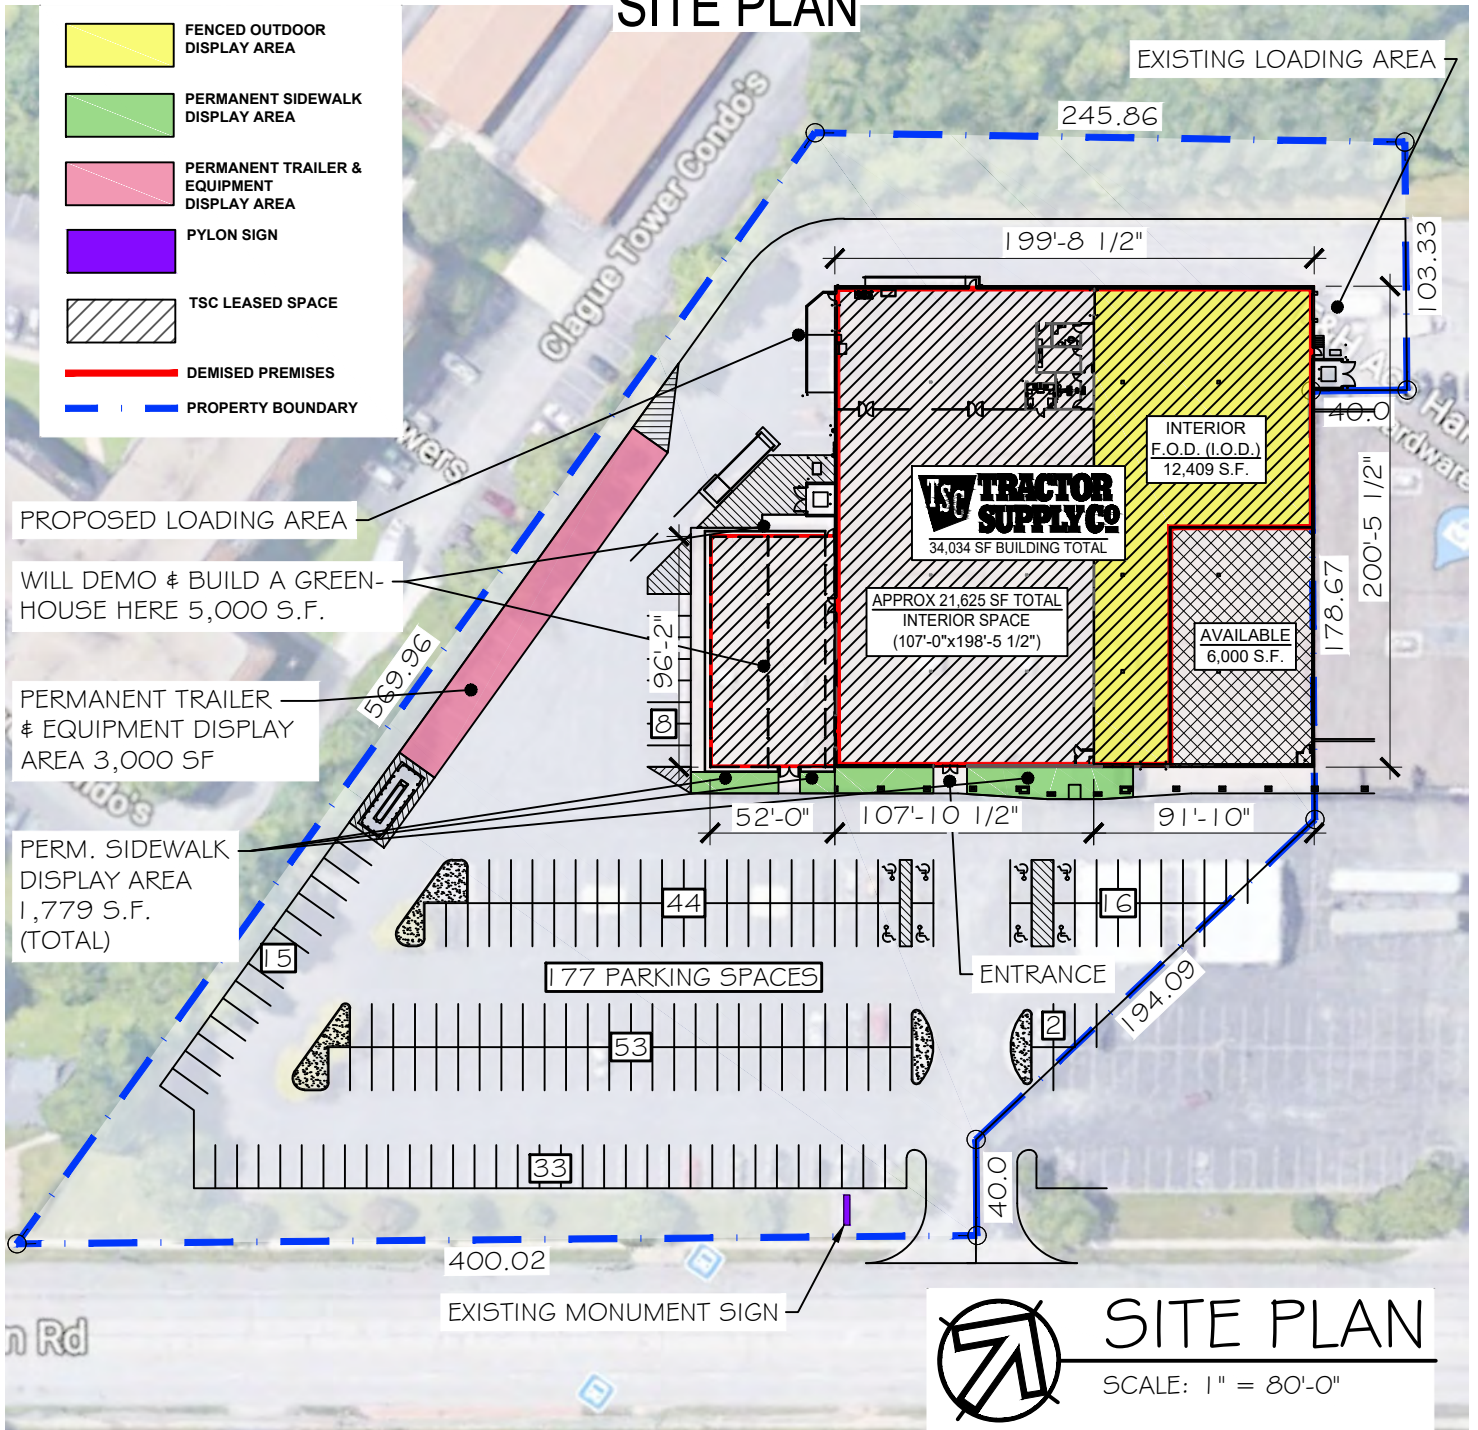 SITE PLAN
FENCED OUTDOOR
DISPLAY AREA
PERMANENT SIDEWALK
DISPLAY AREA
PERMANENT TRAILER &
EQUIPMENT
DISPLAY AREA
PYLON SIGN
TSC LEASED SPACE
DEMISED PREMISES
PROPERTY BOUNDARY
EXISTING LOADING AREA
245.86
Clague Tower Condo's
199'-8 1/2"
103.33
40.0
Hardware
INTERIOR
F.O.D. (I.O.D.)
12,409 S.F.
TSC TRACTOR
SUPPLY CO
34,034 SF BUILDING TOTAL
200'-5 1/2"
178.67
APPROX 21,625 SF TOTAL
INTERIOR SPACE
(107'-0"x198'-5 1/2")
AVAILABLE
6,000 S.F.
PROPOSED LOADING AREA
WILL DEMO & BUILD A GREEN-
HOUSE HERE 5,000 S.F.
96'-2"
569.96
8
PERMANENT TRAILER
& EQUIPMENT DISPLAY
AREA 3,000 SF
52'-0"
107'-10 1/2"
91'-10"
PERM. SIDEWALK
DISPLAY AREA
1,779 S.F.
(TOTAL)
44
16
15
177 PARKING SPACES
ENTRANCE
194.09
53
2
33
40.0
400.02
EXISTING MONUMENT SIGN
Rd
SITE PLAN
SCALE: 1" = 80'-0"